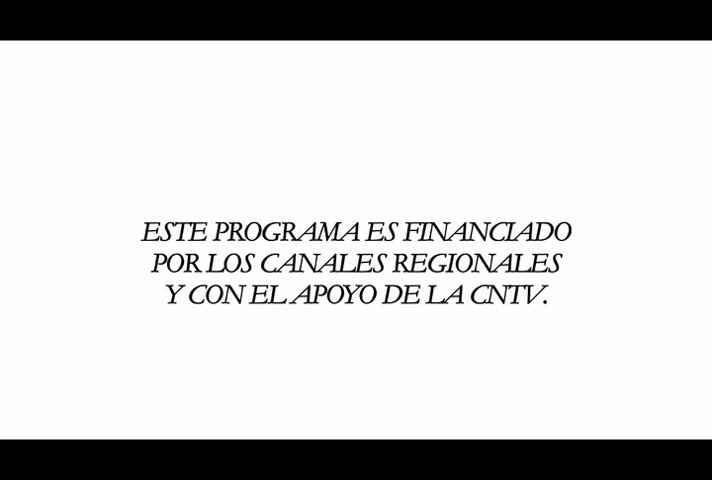 ESTE PROGRAMA ES FINANCIADO
POR LOS CANALES REGIONALES
Y CON EL APOYO DE LA CNTV.